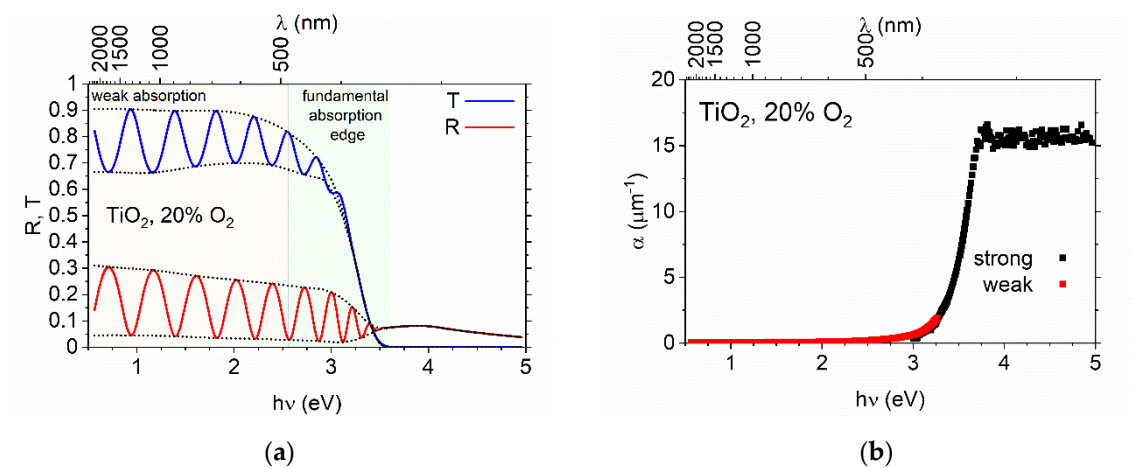 λ (nm)
2000
1500
1000
500
weak absorption
fundamental
absorption
edge
T
R
TiO2, 20% O2
R, T
1
0.9
0.8
0.7
0.6
0.5
0.4
0.3
0.2
0.1
0
1 2 3 4 5
hν (eV)
(a)
λ (nm)
2000
1500
1000
5000
TiO2, 20% O2
α (μm-1)
20
15
10
5
0
strong
weak
1 2 3 4 5
hν (eV)
(b)